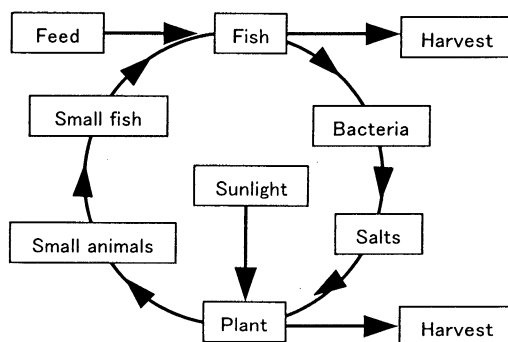 Feed
Fish
Harvest
Small fish
Bacteria
Sunlight
Small animals
Salts
Plant
Harvest